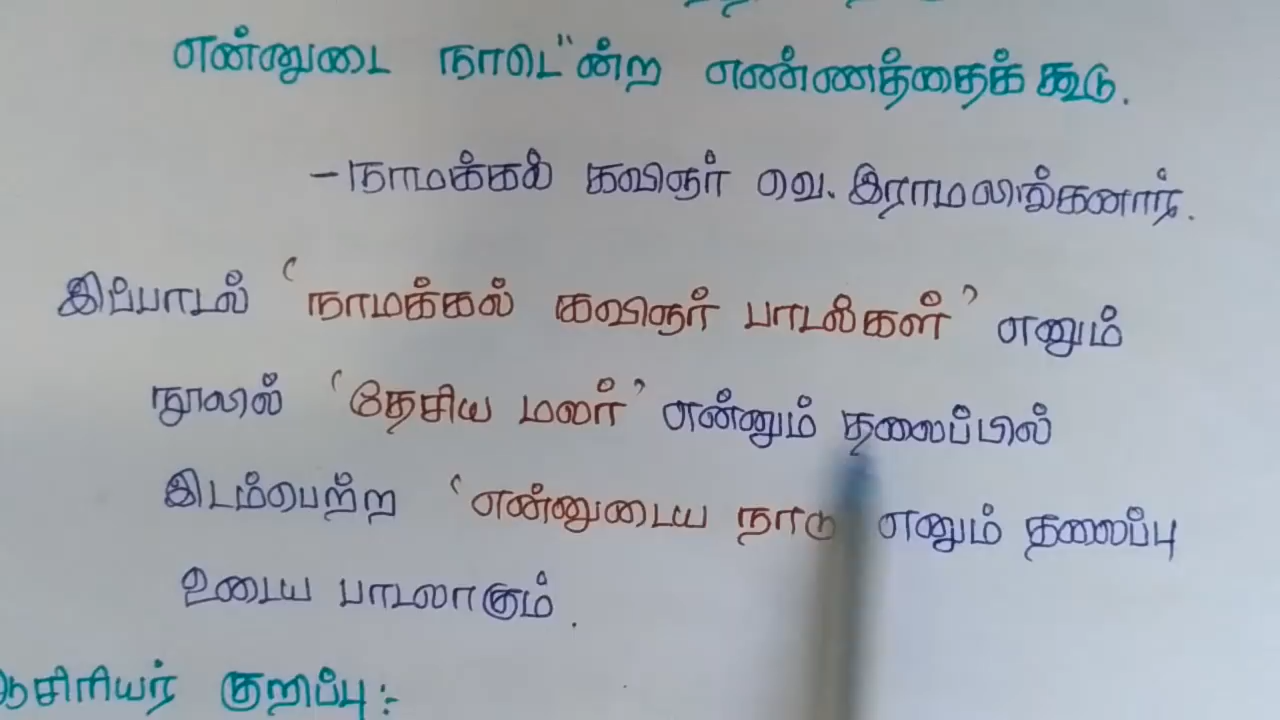 என்னுடை நாடெ"ன்ற எண்ணத்தைக் கூடு.
- நாமக்கல் கவிஞர் வெ. இராமலிங்கனார்.
இப்பாடல் 'நாமக்கல் கவிஞர் பாடல்கள்' எனும்
நூலில் 'தேசிய மலர்' என்னும் தலைப்பில்
இடம்பெற்ற 'என்னுடைய நாடு எனும் தலைப்பு
உடைய பாடலாகும்.
ஆசிரியர் குறிப்பு:-